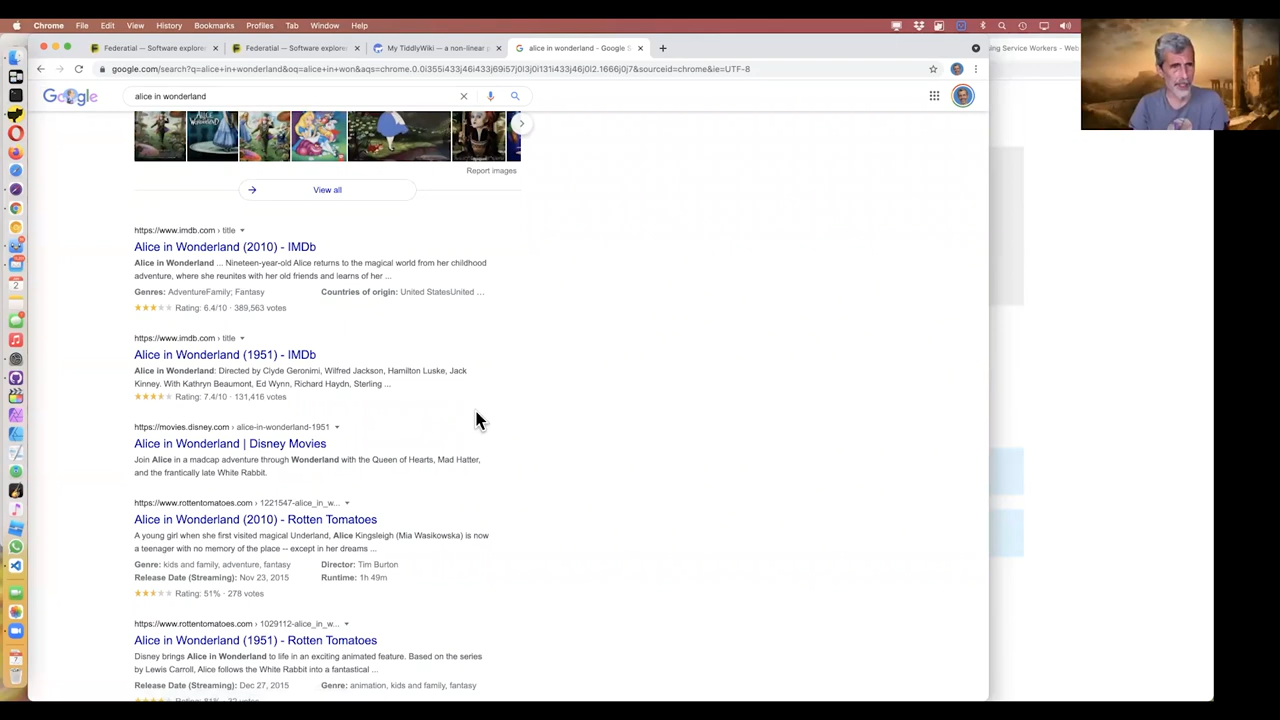 Chrome File Edit View History Bookmarks Profiles Tab Window Help
Federatial — Software explore
Federatial — Software explore
My TiddlyWiki — a non-linear p
alice in wonderland - Google S
ing Service Workers - Web
google.com/search?q=alice+in+wonderland&oq=alice+in+won&aqs=chrome.0.0i355i433j46i433j69i57j0l3j0i131i433j46j0l2.1666j0j7&sourceid=chrome&ie=UTF-8
Google
alice in wonderland
Report images
View all
https://www.imdb.com › title
Alice in Wonderland (2010) - IMDb
Alice in Wonderland ... Nineteen-year-old Alice returns to the magical world from her childhood
adventure, where she reunites with her old friends and learns of her ...
Genres: AdventureFamily; Fantasy
Countries of origin: United StatesUnited ...
Rating: 6.4/10 · 389,563 votes
https://www.imdb.com › title
Alice in Wonderland (1951) - IMDb
Alice in Wonderland: Directed by Clyde Geronimi, Wilfred Jackson, Hamilton Luske, Jack
Kinney. With Kathryn Beaumont, Ed Wynn, Richard Haydn, Sterling ...
Rating: 7.4/10 · 131,416 votes
https://movies.disney.com › alice-in-wonderland-1951
Alice in Wonderland | Disney Movies
Join Alice in a madcap adventure through Wonderland with the Queen of Hearts, Mad Hatter,
and the frantically late White Rabbit.
https://www.rottentomatoes.com › 1221547-alice_in_w...
Alice in Wonderland (2010) - Rotten Tomatoes
A young girl when she first visited magical Underland, Alice Kingsleigh (Mia Wasikowska) is now
a teenager with no memory of the place -- except in her dreams ...
Genre: kids and family, adventure, fantasy
Director: Tim Burton
Release Date (Streaming): Nov 23, 2015
Runtime: 1h 49m
Rating: 51% · 278 votes
https://www.rottentomatoes.com › 1029112-alice_in_w...
Alice in Wonderland (1951) - Rotten Tomatoes
Disney brings Alice in Wonderland to life in an exciting animated feature. Based on the series
by Lewis Carroll, Alice follows the White Rabbit into a fantastical ...
Release Date (Streaming): Dec 27, 2015
Genre: animation, kids and family, fantasy